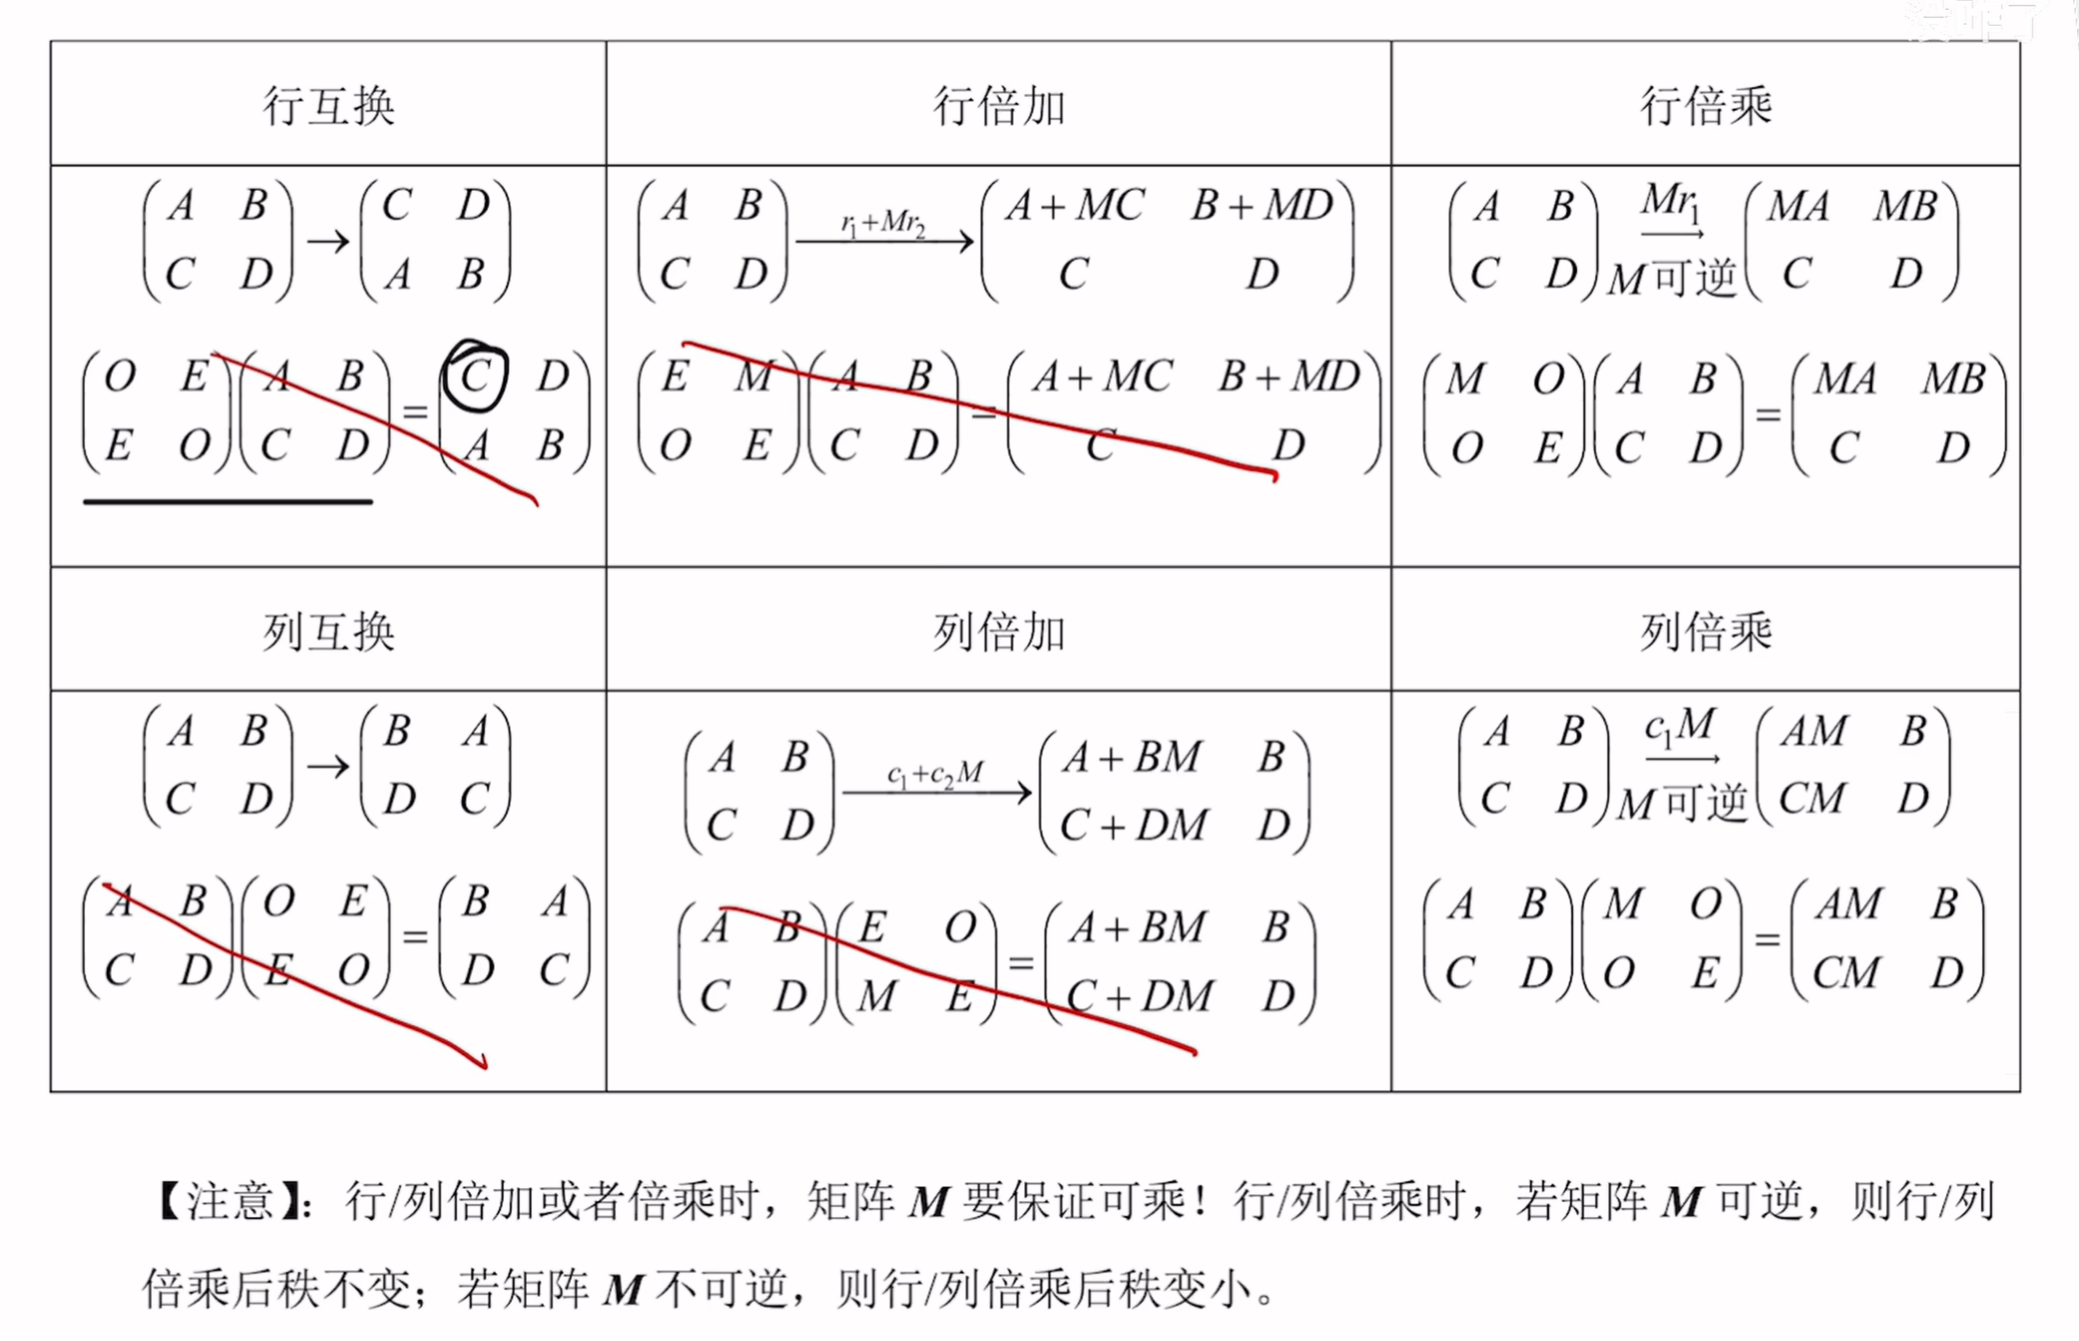 没咋了
行互换 行倍加 行倍乘
$\begin{pmatrix} A & B \\ C & D \end{pmatrix} \rightarrow \begin{pmatrix} C & D \\ A & B \end{pmatrix}$
$\begin{pmatrix} O & E \\ E & O \end{pmatrix} \begin{pmatrix} A & B \\ C & D \end{pmatrix} = \begin{pmatrix} C & D \\ A & B \end{pmatrix}$
$\begin{pmatrix} A & B \\ C & D \end{pmatrix} \xrightarrow{r_1+Mr_2} \begin{pmatrix} A+MC & B+MD \\ C & D \end{pmatrix}$
$\begin{pmatrix} E & M \\ O & E \end{pmatrix} \begin{pmatrix} A & B \\ C & D \end{pmatrix} = \begin{pmatrix} A+MC & B+MD \\ C & D \end{pmatrix}$
$\begin{pmatrix} A & B \\ C & D \end{pmatrix} \xrightarrow[M可逆]{Mr_1} \begin{pmatrix} MA & MB \\ C & D \end{pmatrix}$
$\begin{pmatrix} M & O \\ O & E \end{pmatrix} \begin{pmatrix} A & B \\ C & D \end{pmatrix} = \begin{pmatrix} MA & MB \\ C & D \end{pmatrix}$
列互换 列倍加 列倍乘
$\begin{pmatrix} A & B \\ C & D \end{pmatrix} \rightarrow \begin{pmatrix} B & A \\ D & C \end{pmatrix}$
$\begin{pmatrix} A & B \\ C & D \end{pmatrix} \begin{pmatrix} O & E \\ E & O \end{pmatrix} = \begin{pmatrix} B & A \\ D & C \end{pmatrix}$
$\begin{pmatrix} A & B \\ C & D \end{pmatrix} \xrightarrow{c_1+c_2M} \begin{pmatrix} A+BM & B \\ C+DM & D \end{pmatrix}$
$\begin{pmatrix} A & B \\ C & D \end{pmatrix} \begin{pmatrix} E & O \\ M & E \end{pmatrix} = \begin{pmatrix} A+BM & B \\ C+DM & D \end{pmatrix}$
$\begin{pmatrix} A & B \\ C & D \end{pmatrix} \xrightarrow[M可逆]{c_1M} \begin{pmatrix} AM & B \\ CM & D \end{pmatrix}$
$\begin{pmatrix} A & B \\ C & D \end{pmatrix} \begin{pmatrix} M & O \\ O & E \end{pmatrix} = \begin{pmatrix} AM & B \\ CM & D \end{pmatrix}$
【注意】：行/列倍加或者倍乘时，矩阵 M 要保证可乘！行/列倍乘时，若矩阵 M 可逆，则行/列
倍乘后秩不变；若矩阵 M 不可逆，则行/列倍乘后秩变小。